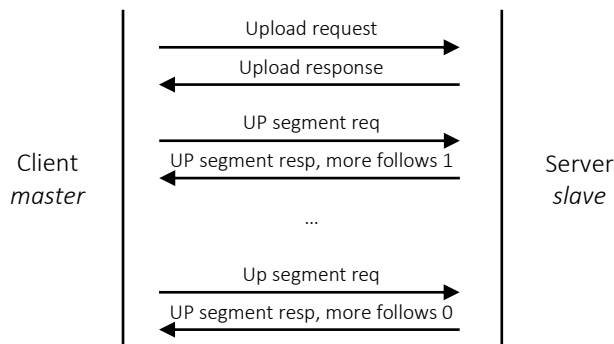 Upload request
Upload response
UP segment req
UP segment resp, more follows 1
Client
master
Server
slave
...
Up segment req
UP segment resp, more follows 0